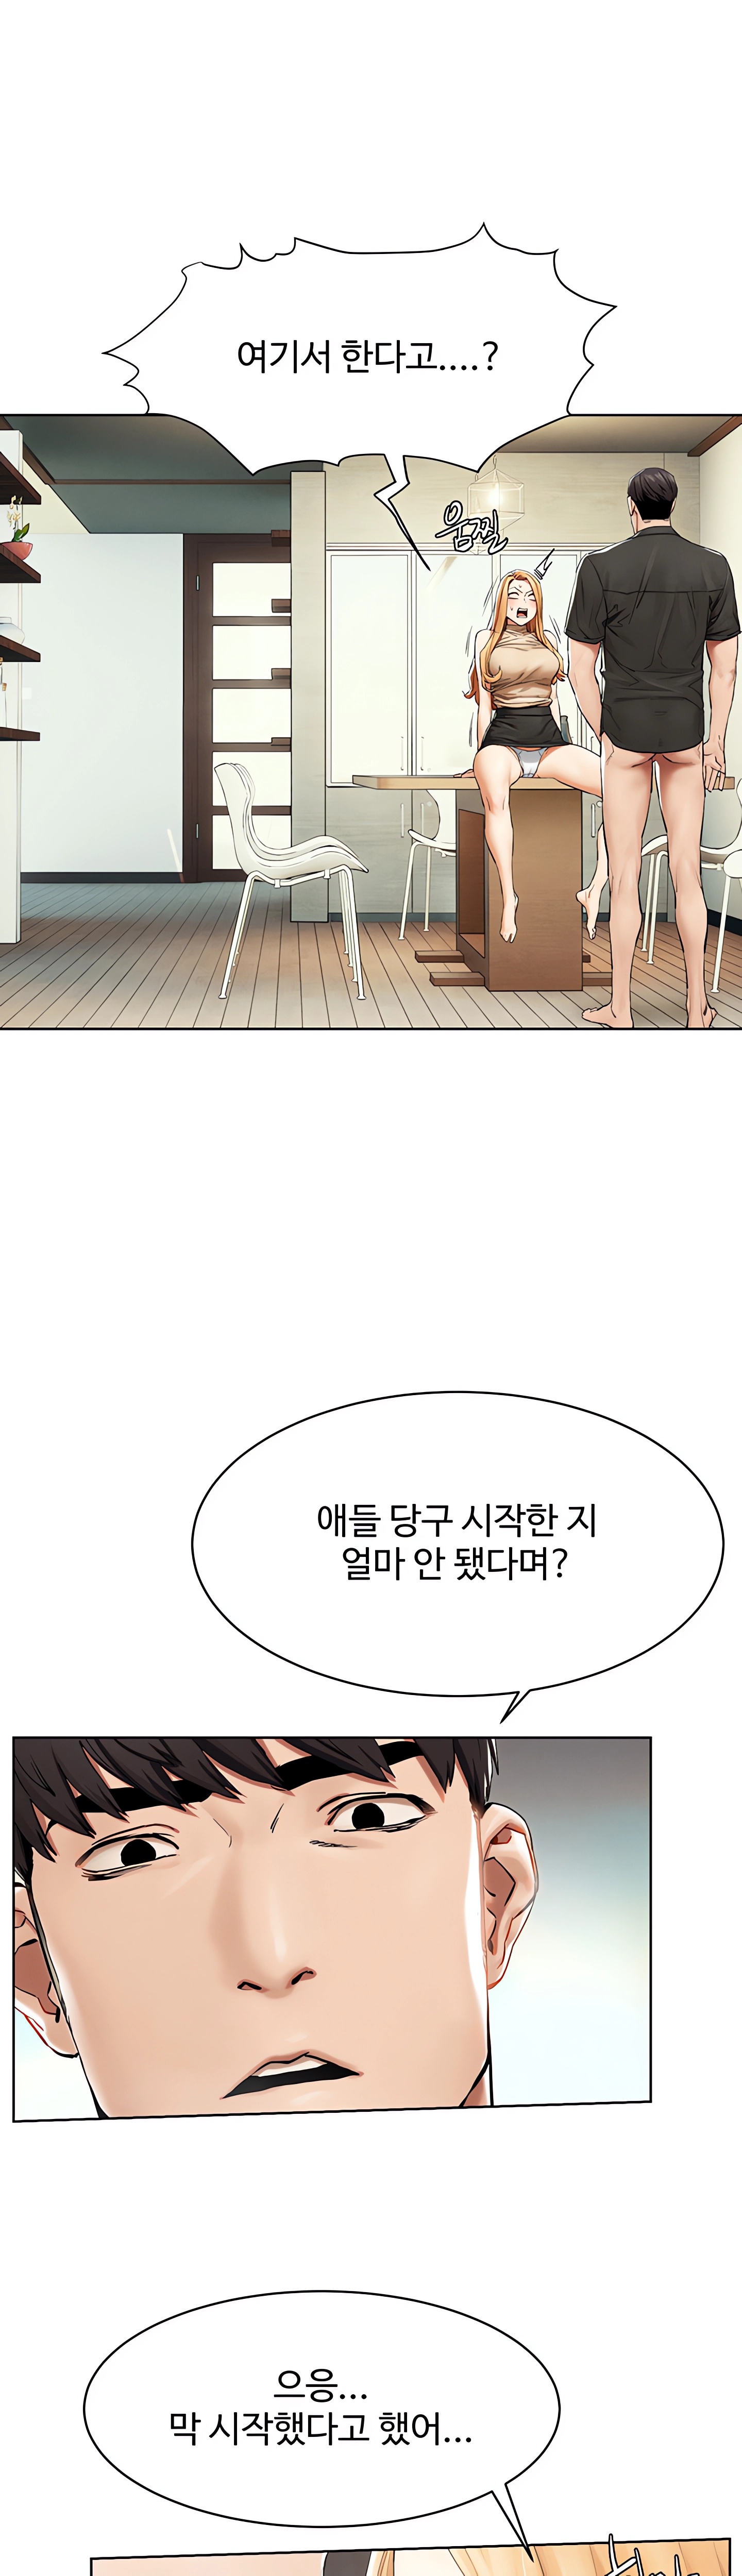 여기서 한다고....?
움찔
애들 당구 시작한 지
얼마 안 됐다며?
으응...
막 시작했다고 했어...